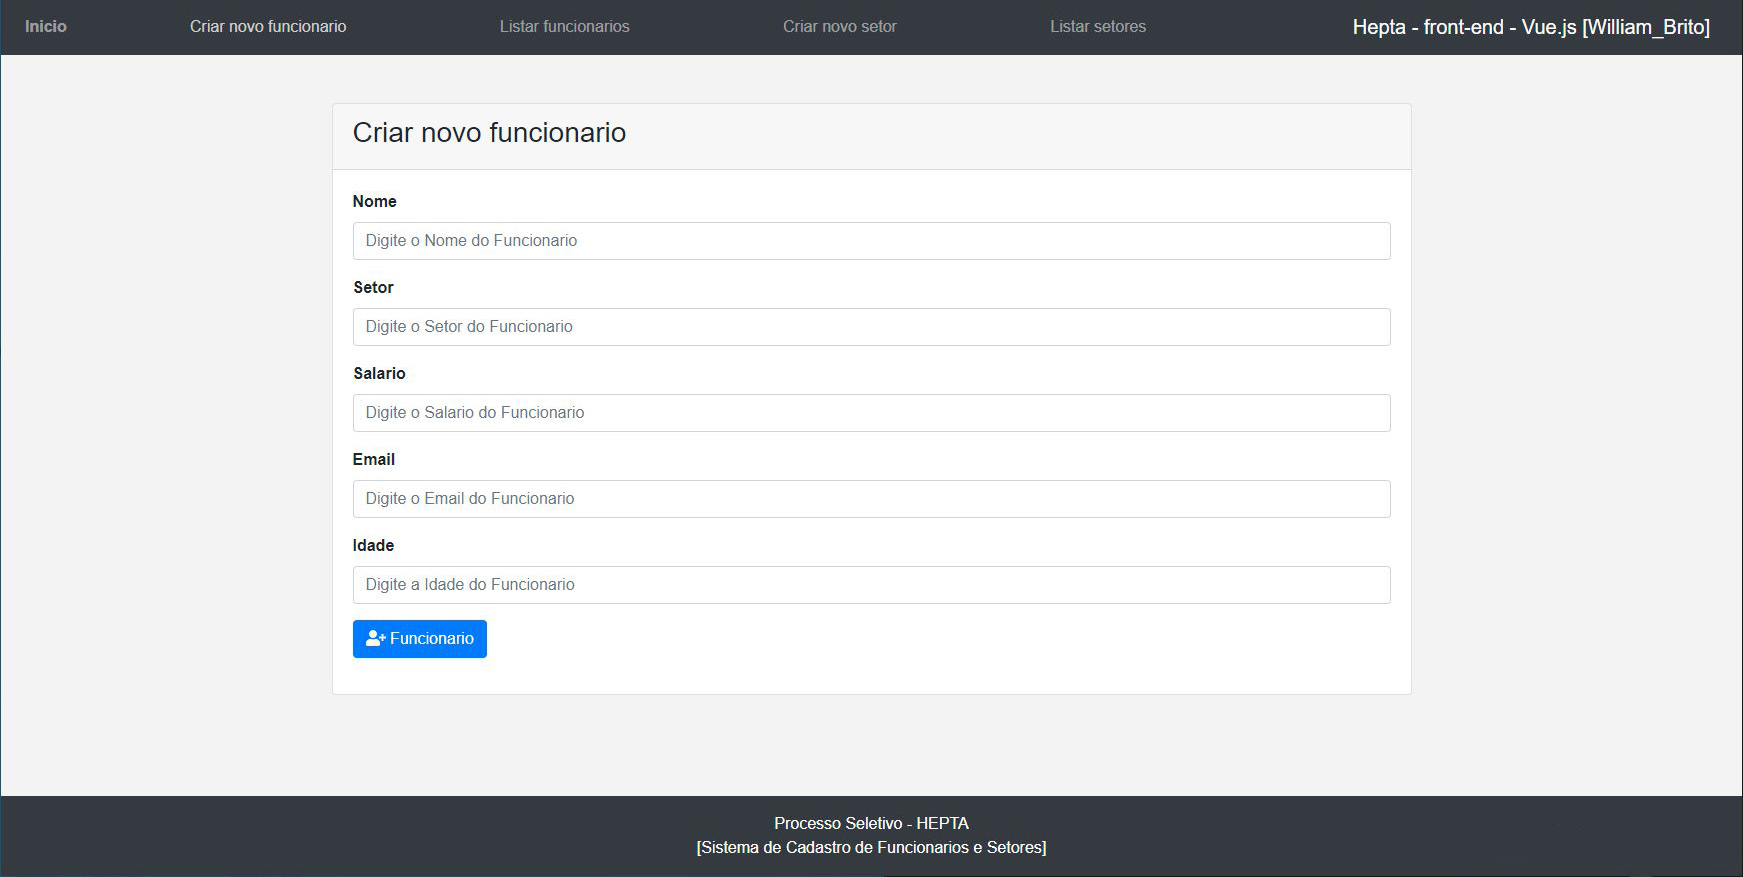 Inicio
Criar novo funcionario
Listar funcionarios
Criar novo setor
Listar setores
Hepta - front-end - Vue.js [William_Brito]
Criar novo funcionario
Nome
Digite o Nome do Funcionario
Setor
Digite o Setor do Funcionario
Salario
Digite o Salario do Funcionario
Email
Digite o Email do Funcionario
Idade
Digite a Idade do Funcionario
Funcionario
Processo Seletivo - HEPTA
[Sistema de Cadastro de Funcionarios e Setores]